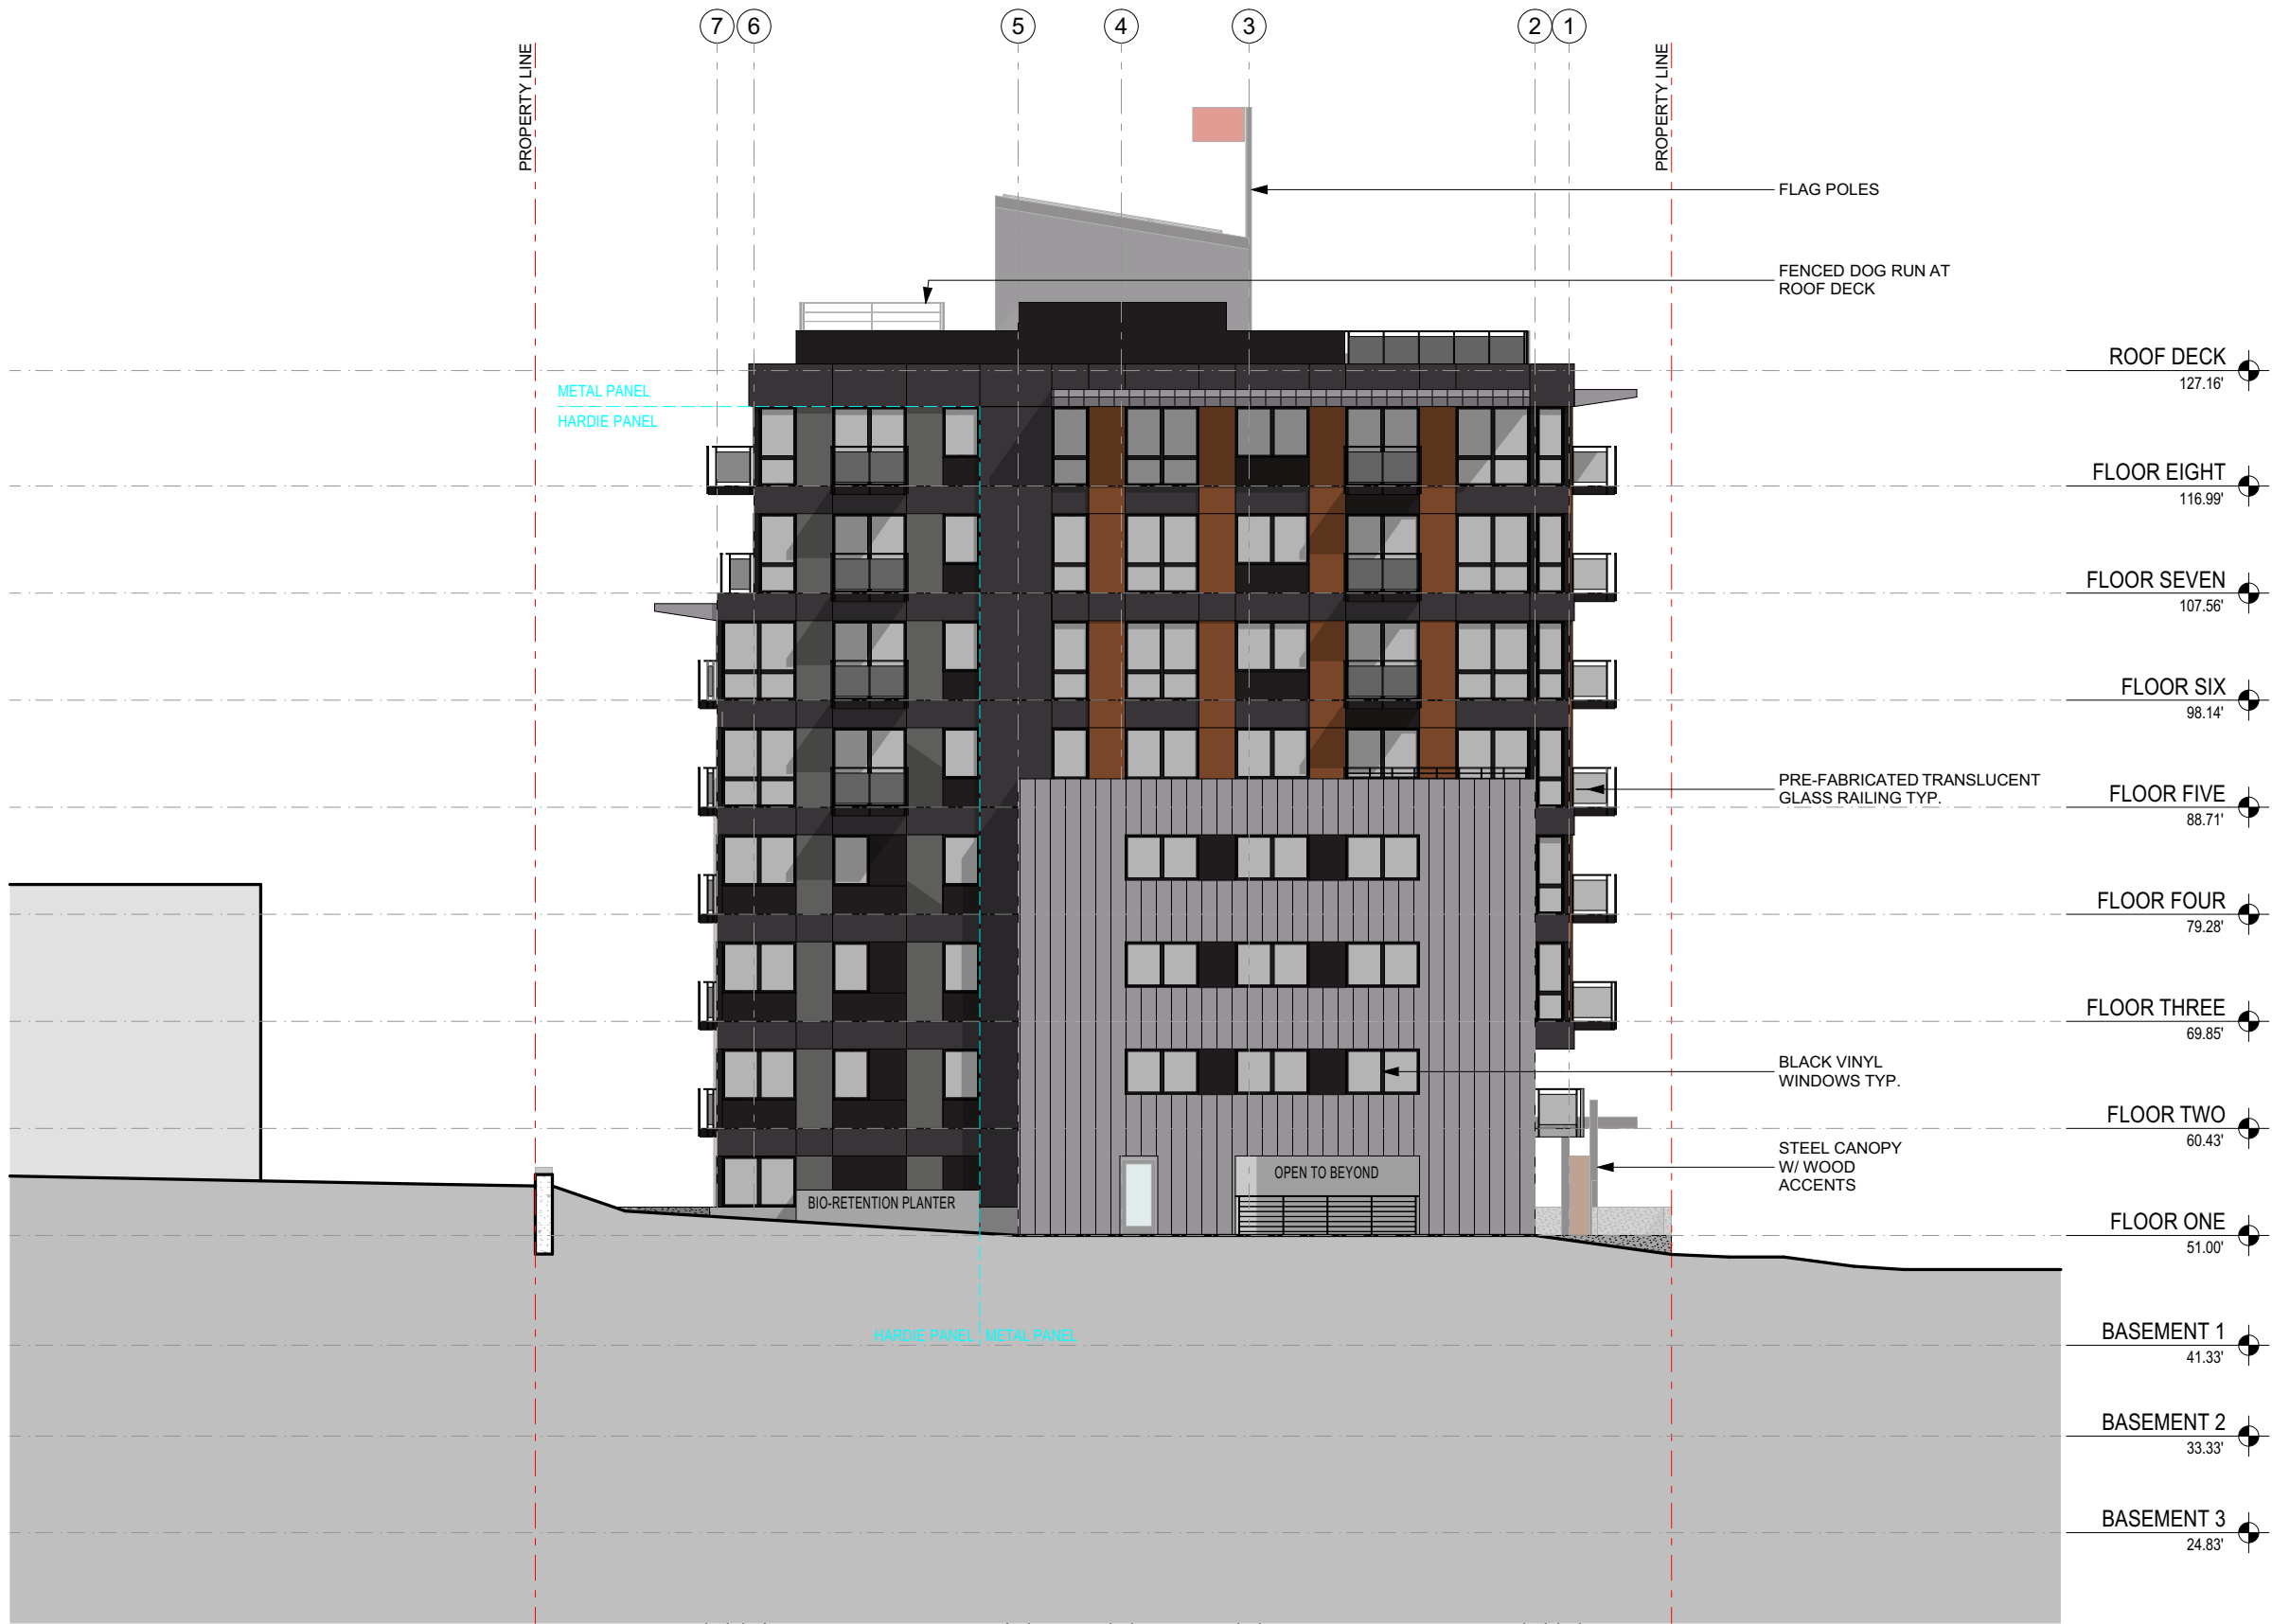 7 6 5 4 3 2 1
PROPERTY LINE
PROPERTY LINE
FLAG POLES
FENCED DOG RUN AT
ROOF DECK
ROOF DECK
127.16'
METAL PANEL
HARDIE PANEL
FLOOR EIGHT
116.99'
FLOOR SEVEN
107.56'
FLOOR SIX
98.14'
PRE-FABRICATED TRANSLUCENT
GLASS RAILING TYP.
FLOOR FIVE
88.71'
FLOOR FOUR
79.28'
FLOOR THREE
69.85'
BLACK VINYL
WINDOWS TYP.
FLOOR TWO
60.43'
STEEL CANOPY
W/ WOOD
ACCENTS
OPEN TO BEYOND
BIO-RETENTION PLANTER
FLOOR ONE
51.00'
HARDIE PANEL METAL PANEL
BASEMENT 1
41.33'
BASEMENT 2
33.33'
BASEMENT 3
24.83'